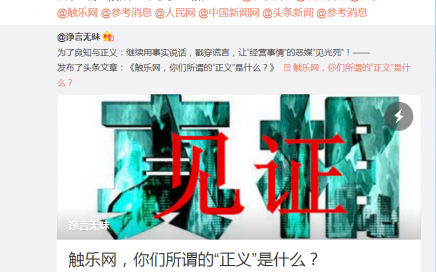 @触乐网 @参考消息 @人民网 @中国新闻网 @头条新闻 @参考消息
@诤言无昧
为了良知与正义：继续用事实说话，戳穿谎言，让“经营事情”的恶媒“见光死”！——
发布了头条文章：《触乐网，你们所谓的“正义”是什么？》 触乐网，你们所谓的“正义”是什
么？
真相
见证
诤言无昧
触乐网，你们所谓的“正义”是什么？